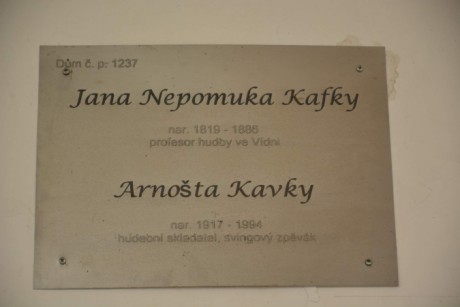 Dům č. p. 1237
Jana Nepomuka Kafky
nar. 1819 - 1886
profesor hudby ve Vídni
Arnošta Kavky
nar. 1917 - 1994
hudební skladatel, swingový zpěvák